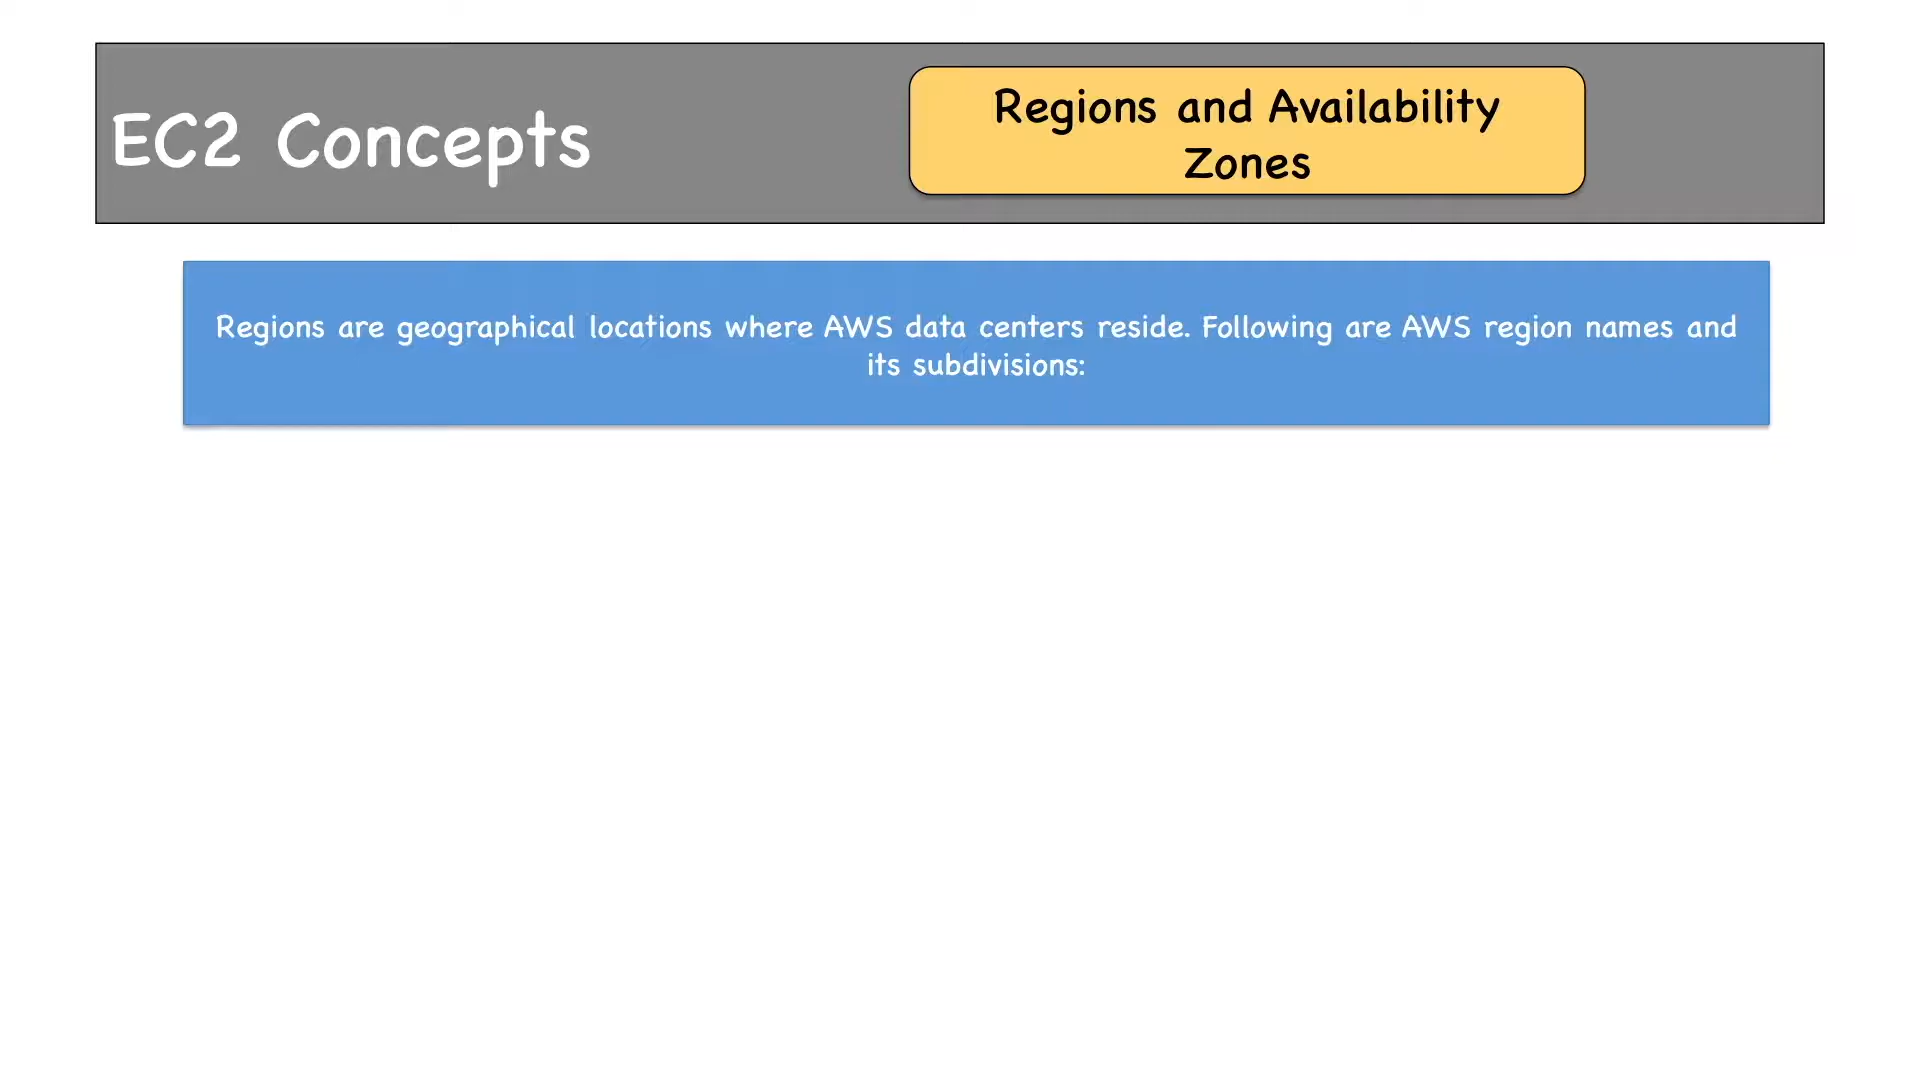 EC2 Concepts
Regions and Availability
Zones
Regions are geographical locations where AWS data centers reside. Following are AWS region names and
its subdivisions: